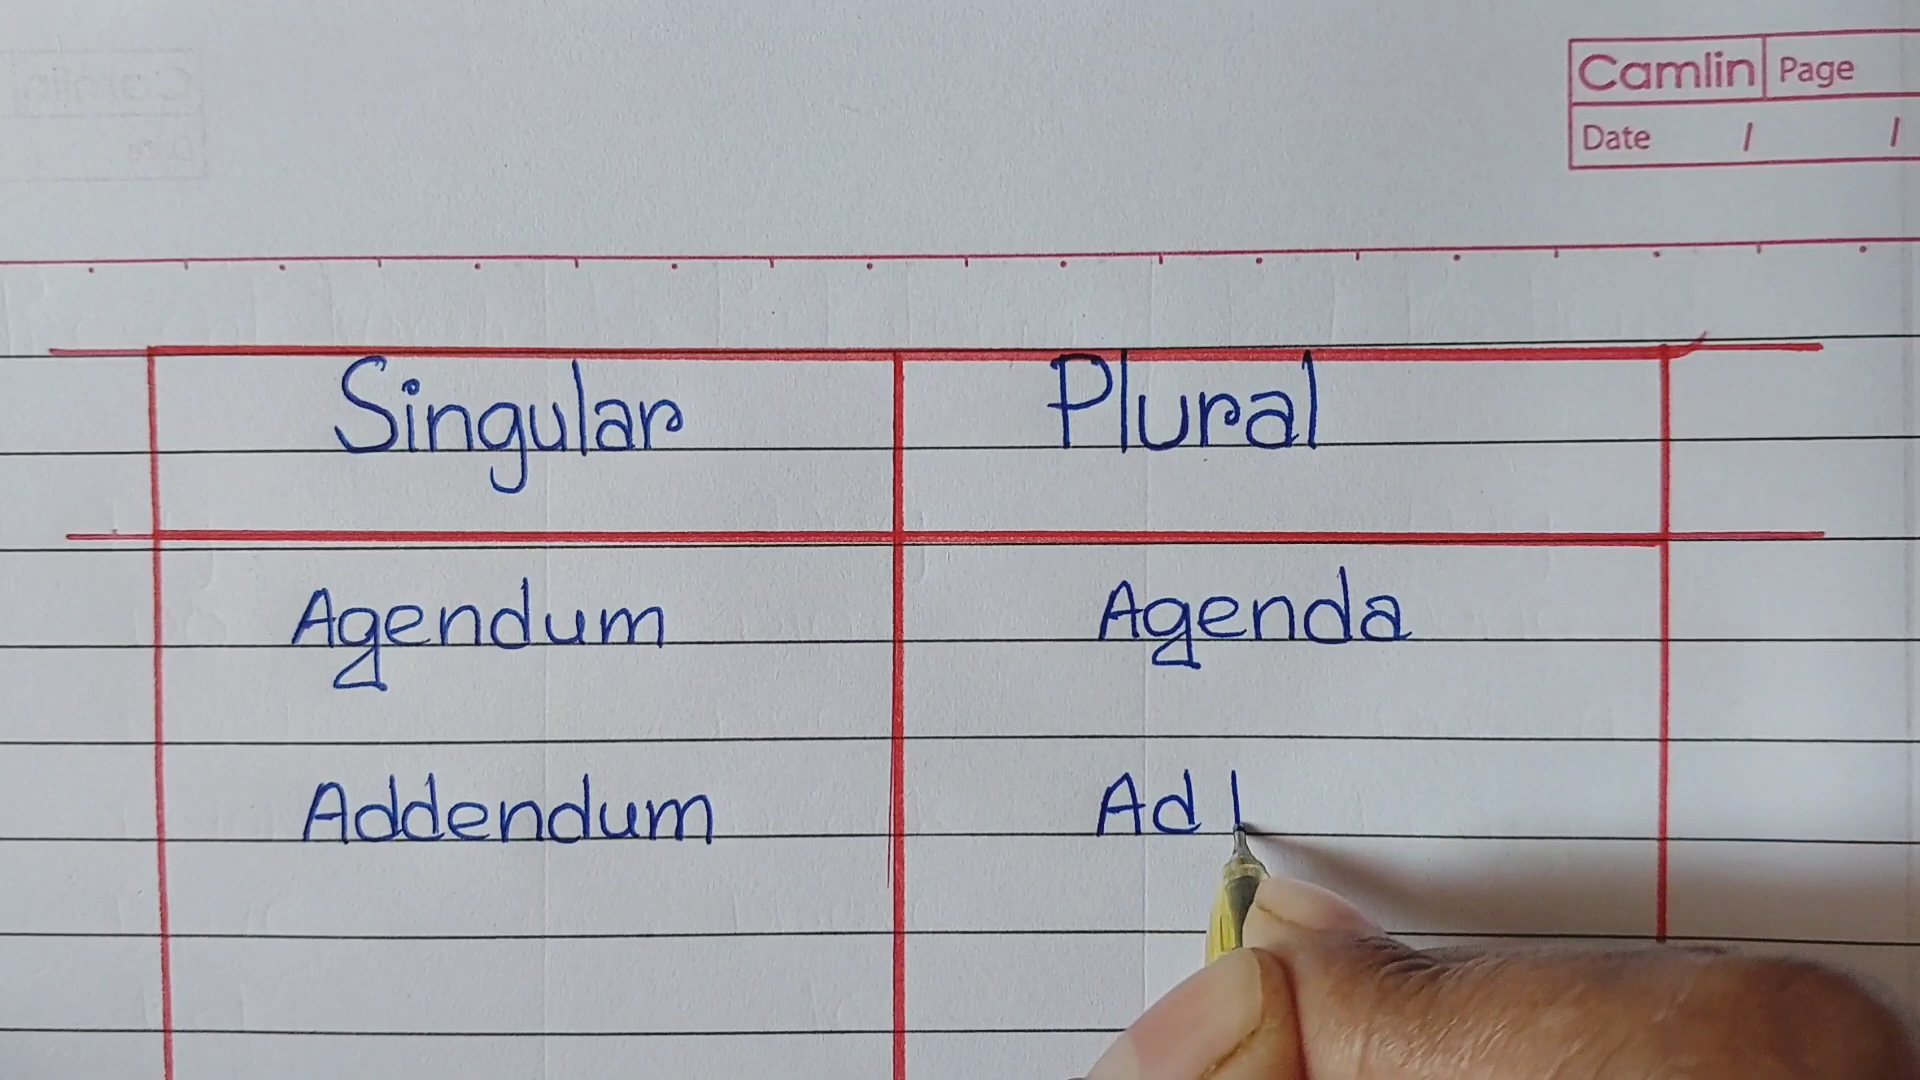 Camlin Page
Date / /
Singular Plural
Agendum Agenda
Addendum Ad